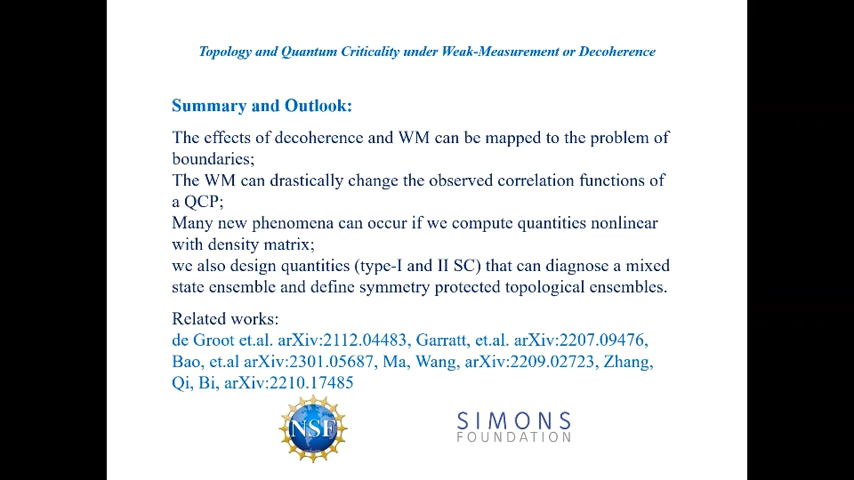 Topology and Quantum Criticality under Weak-Measurement or Decoherence
Summary and Outlook:
The effects of decoherence and WM can be mapped to the problem of
boundaries;
The WM can drastically change the observed correlation functions of
a QCP;
Many new phenomena can occur if we compute quantities nonlinear
with density matrix;
we also design quantities (type-I and II SC) that can diagnose a mixed
state ensemble and define symmetry protected topological ensembles.
Related works:
de Groot et.al. arXiv:2112.04483, Garratt, et.al. arXiv:2207.09476,
Bao, et.al arXiv:2301.05687, Ma, Wang, arXiv:2209.02723, Zhang,
Qi, Bi, arXiv:2210.17485
NSF
SIMONS
FOUNDATION